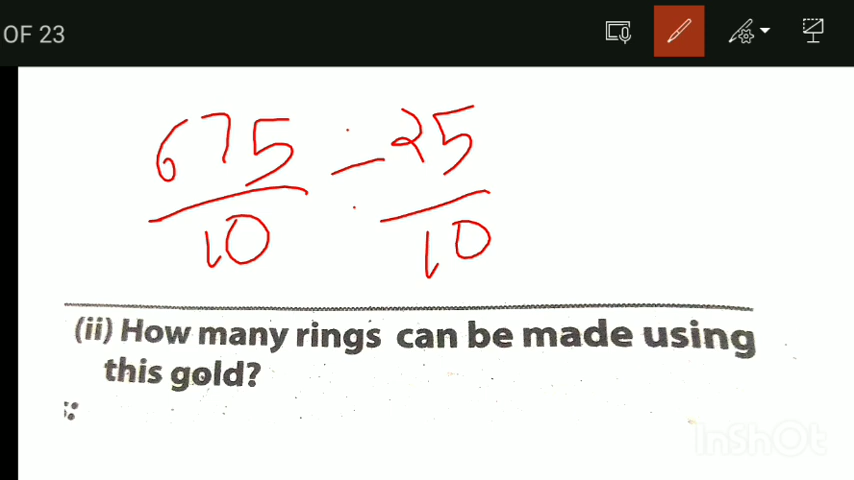 OF 23
675/10 ÷ 25/10
(ii) How many rings can be made using
this gold?
InShOt